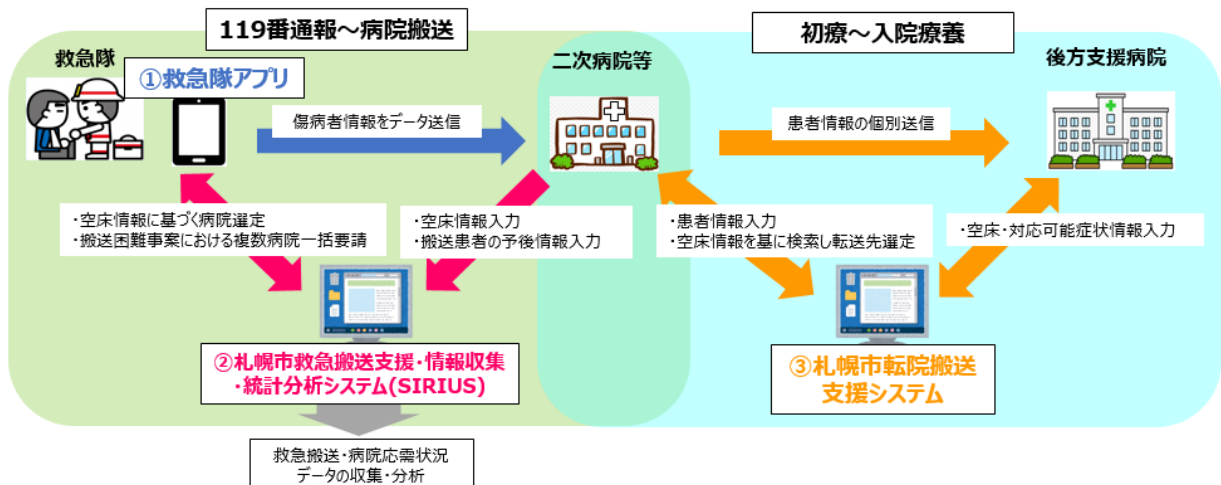 119番通報～病院搬送
初療～入院療養
救急隊
①救急隊アプリ
二次病院等
後方支援病院
傷病者情報をデータ送信
患者情報の個別送信
・空床情報に基づく病院選定
・搬送困難事案における複数病院一括要請
・空床情報入力
・搬送患者の予後情報入力
・患者情報入力
・空床情報を基に検索し転送先選定
・空床・対応可能症状情報入力
②札幌市救急搬送支援・情報収集
・統計分析システム(SIRIUS)
③札幌市転院搬送
支援システム
救急搬送・病院応需状況
データの収集・分析